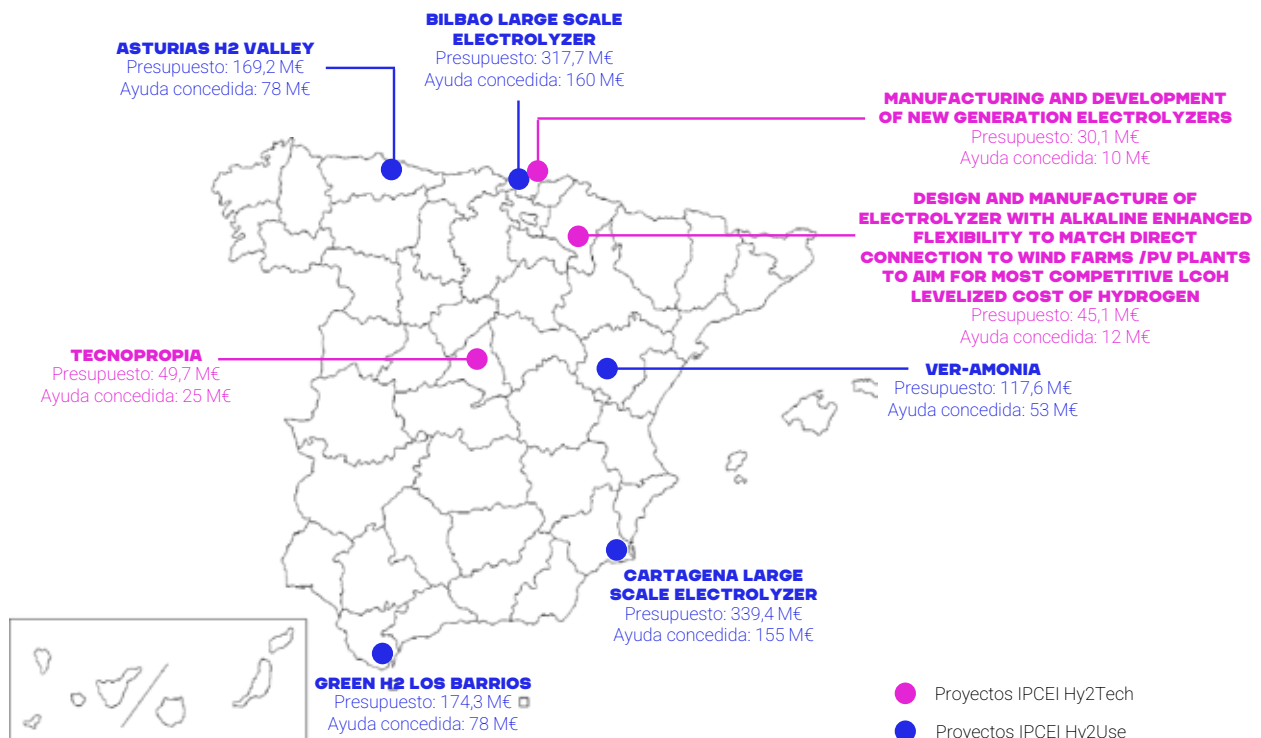 BILBAO LARGE SCALE
ELECTROLYZER
Presupuesto: 317,7 M€
Ayuda concedida: 160 M€
ASTURIAS H2 VALLEY
Presupuesto: 169,2 M€
Ayuda concedida: 78 M€
MANUFACTURING AND DEVELOPMENT
OF NEW GENERATION ELECTROLYZERS
Presupuesto: 30,1 M€
Ayuda concedida: 10 M€
DESIGN AND MANUFACTURE OF
ELECTROLYZER WITH ALKALINE ENHANCED
FLEXIBILITY TO MATCH DIRECT
CONNECTION TO WIND FARMS /PV PLANTS
TO AIM FOR MOST COMPETITIVE LCOH
LEVELIZED COST OF HYDROGEN
Presupuesto: 45,1 M€
Ayuda concedida: 12 M€
TECNOPROPIA
Presupuesto: 49,7 M€
Ayuda concedida: 25 M€
VER-AMONIA
Presupuesto: 117,6 M€
Ayuda concedida: 53 M€
CARTAGENA LARGE
SCALE ELECTROLYZER
Presupuesto: 339,4 M€
Ayuda concedida: 155 M€
GREEN H2 LOS BARRIOS
Presupuesto: 174,3 M€
Ayuda concedida: 78 M€
Proyectos IPCEI Hy2Tech
Proyectos IPCEI Hy2Use